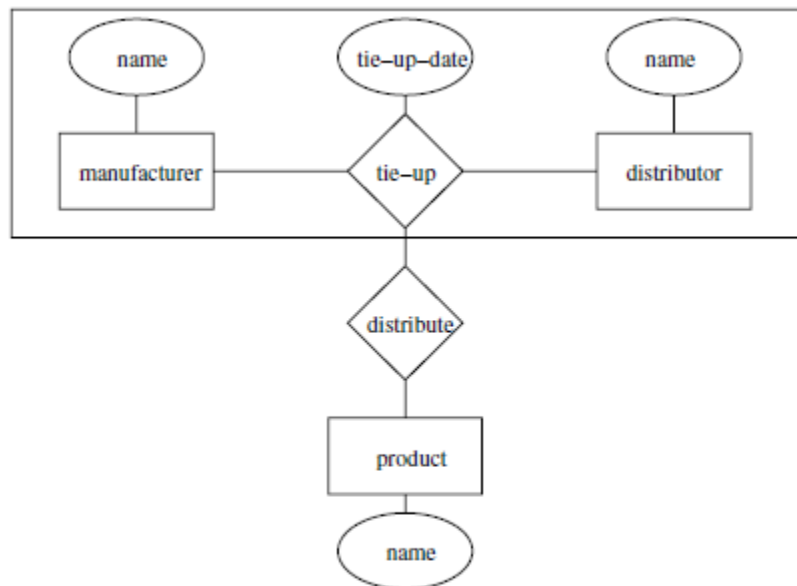 name
tie–up–date
name
manufacturer
tie–up
distributor
distribute
product
name